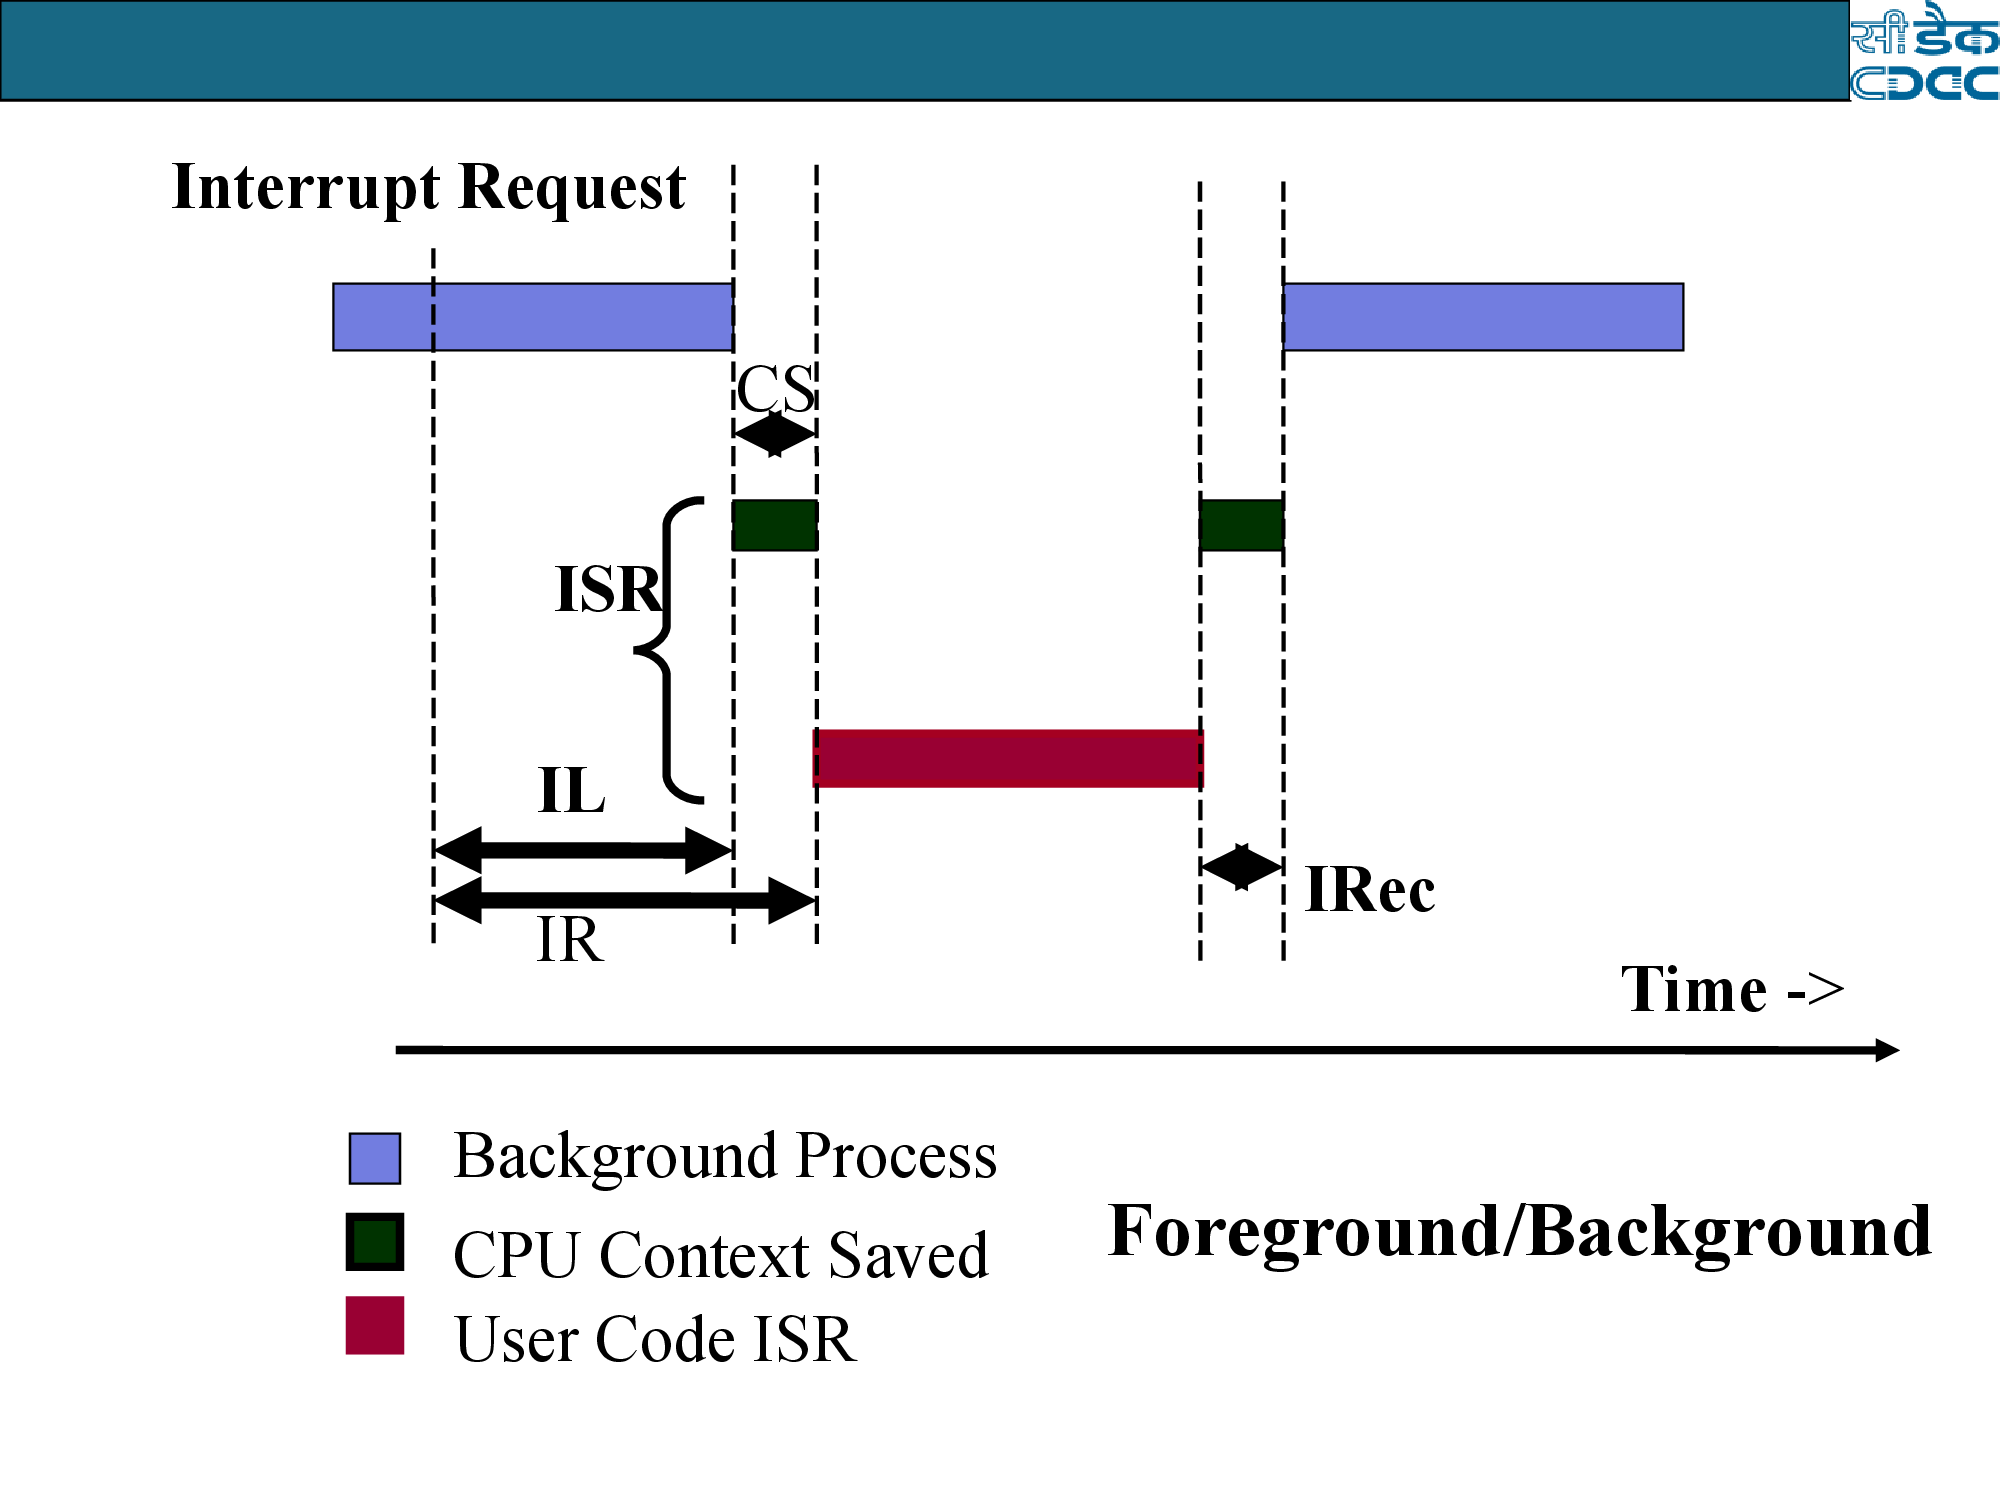 सी डैक
CDAC
Interrupt Request
CS
ISR
IL
IR
IRec
Time ->
Background Process
CPU Context Saved
User Code ISR
Foreground/Background